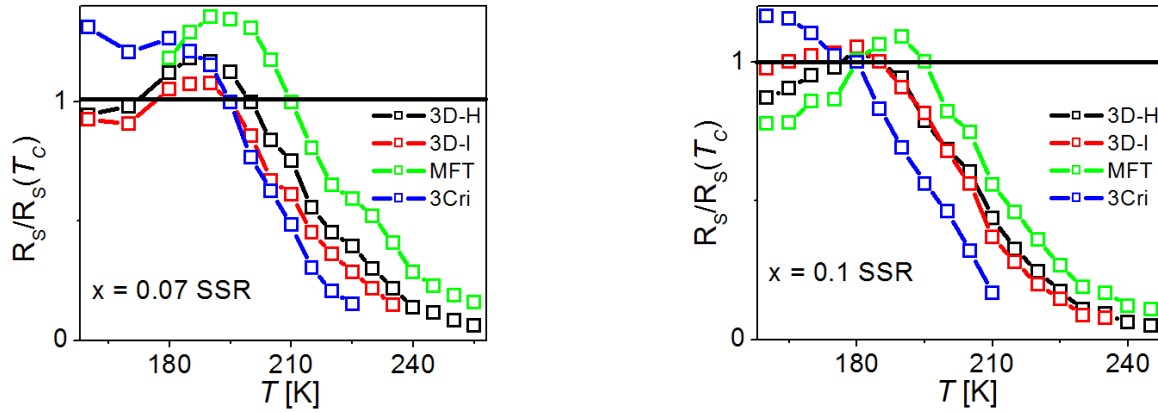 R_S/R_S(T_C)
1
0
3D-H
3D-I
MFT
3Cri
x = 0.07 SSR
180
210
240
T [K]
R_S/R_S(T_C)
1
0
3D-H
3D-I
MFT
3Cri
x = 0.1 SSR
180
210
240
T [K]